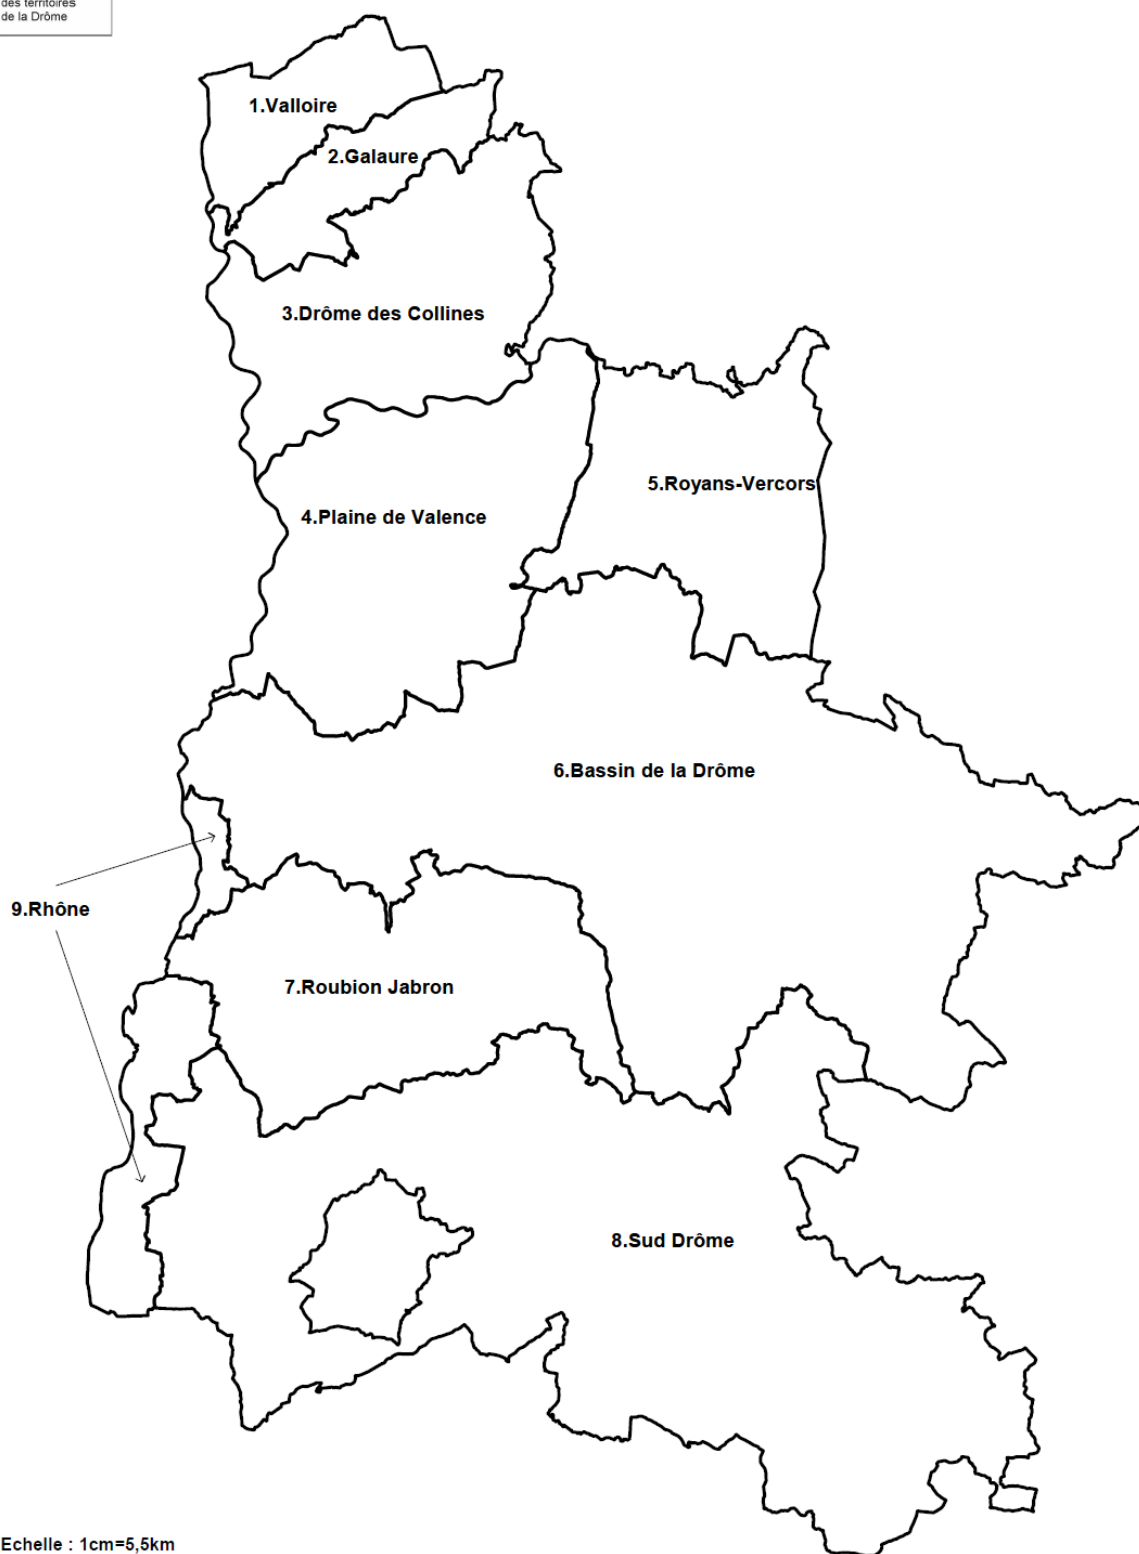 des territoires
de la Drôme
1.Valloire
2.Galaure
3.Drôme des Collines
4.Plaine de Valence
5.Royans-Vercors
6.Bassin de la Drôme
9.Rhône
7.Roubion Jabron
8.Sud Drôme
Echelle : 1cm=5,5km